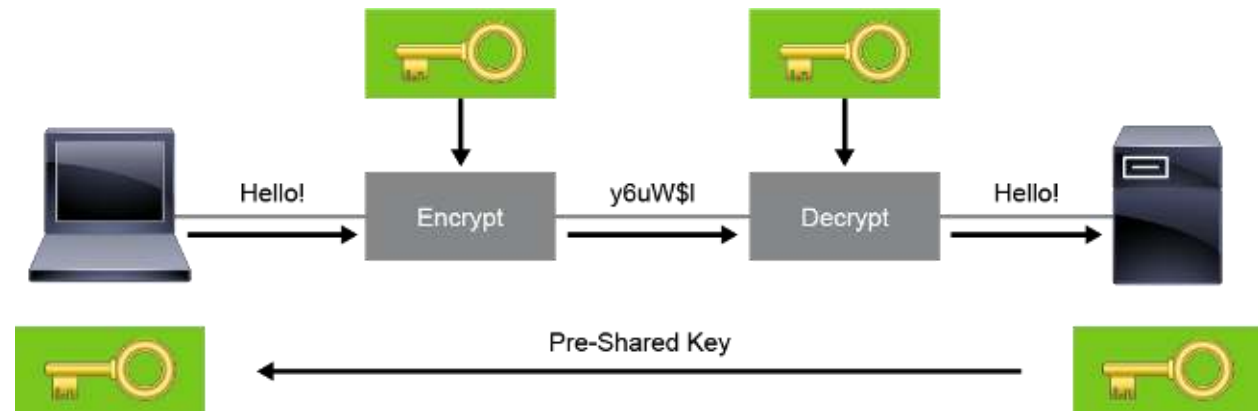 Hello!
Encrypt
y6uW$I
Decrypt
Hello!
Pre-Shared Key